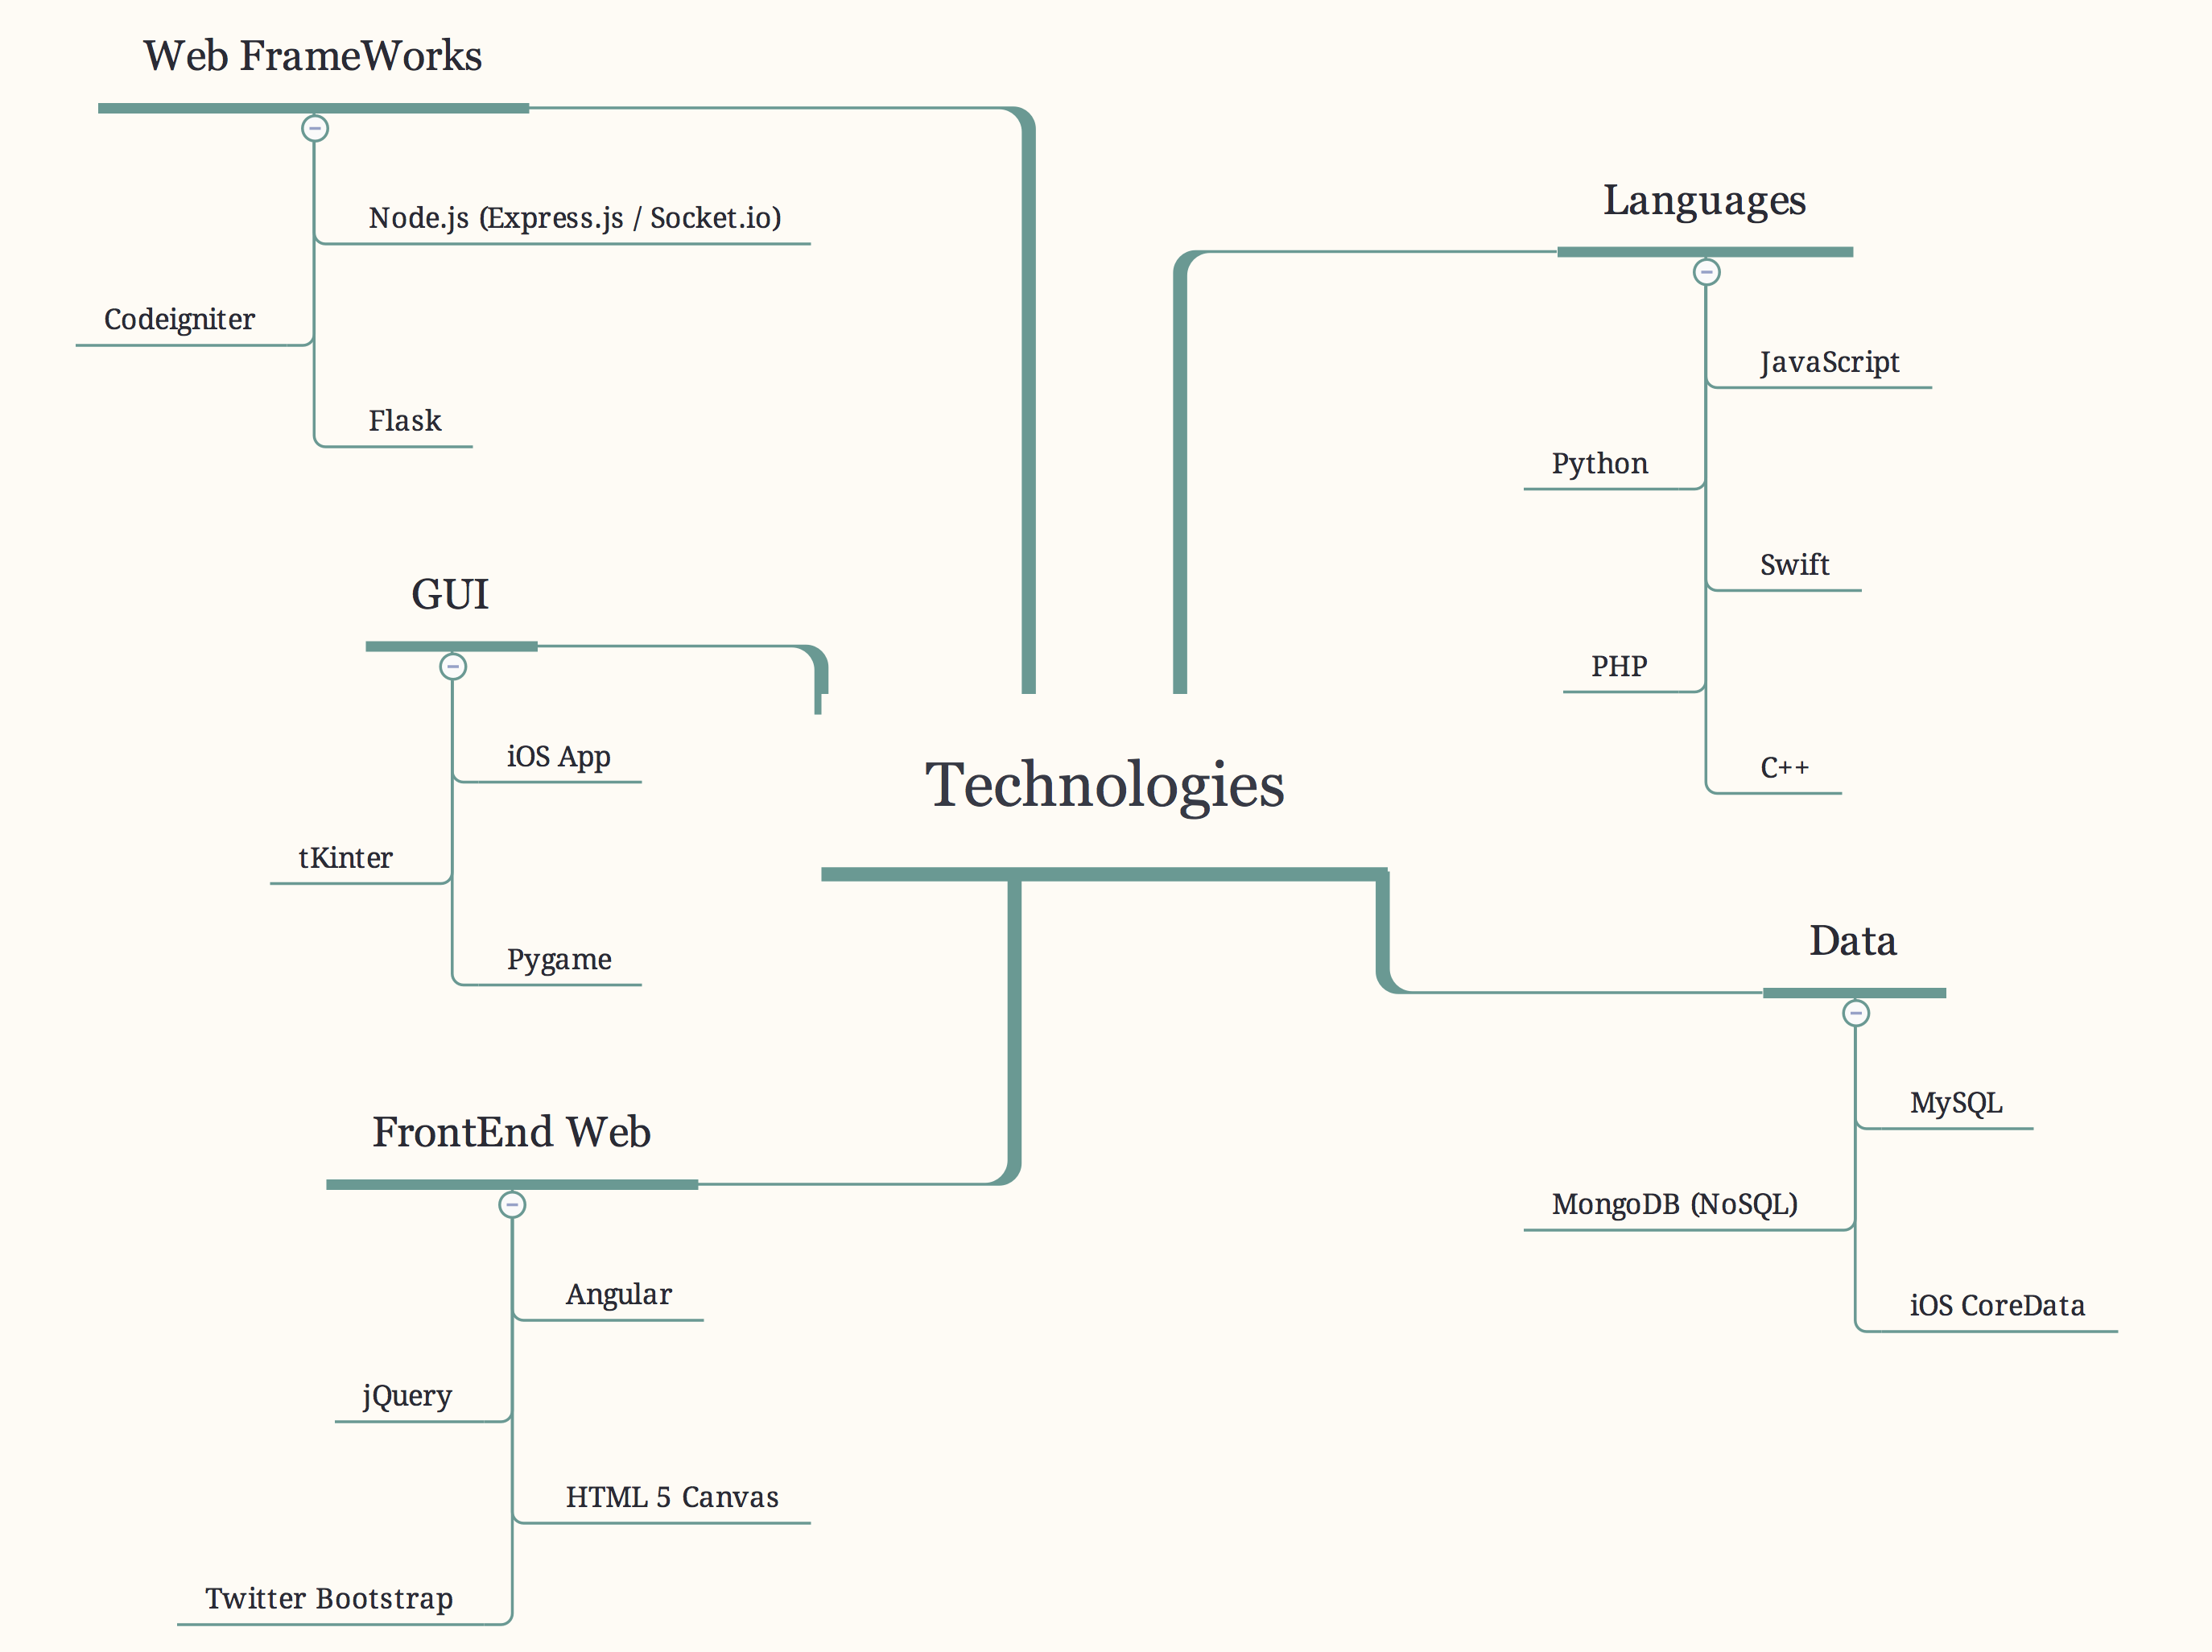 Web FrameWorks
Node.js (Express.js / Socket.io)
Codeigniter
Flask
GUI
iOS App
tKinter
Pygame
FrontEnd Web
Angular
jQuery
HTML 5 Canvas
Twitter Bootstrap
Technologies
Languages
JavaScript
Python
Swift
PHP
C++
Data
MySQL
MongoDB (NoSQL)
iOS CoreData